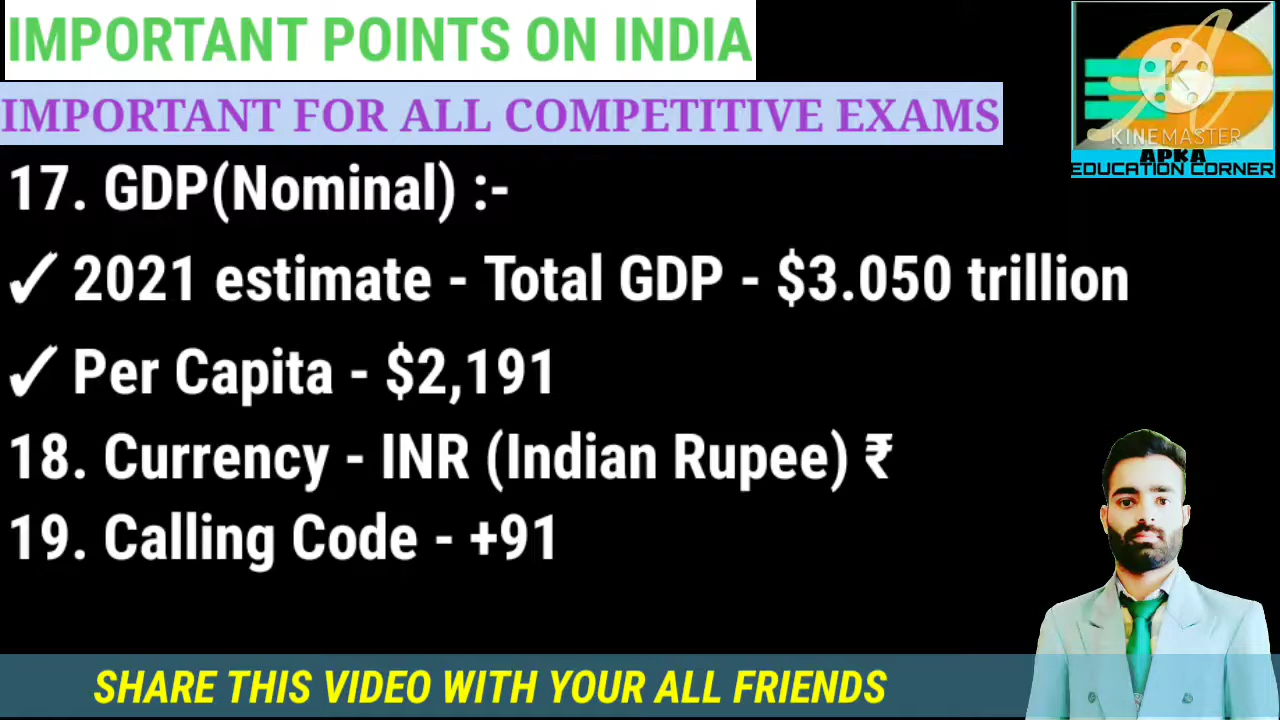 IMPORTANT POINTS ON INDIA
IMPORTANT FOR ALL COMPETITIVE EXAMS
K
KINEMASTER
APKA
EDUCATION CORNER
17. GDP(Nominal) :-
✓ 2021 estimate - Total GDP - $3.050 trillion
✓ Per Capita - $2,191
18. Currency - INR (Indian Rupee) ₹
19. Calling Code - +91
SHARE THIS VIDEO WITH YOUR ALL FRIENDS